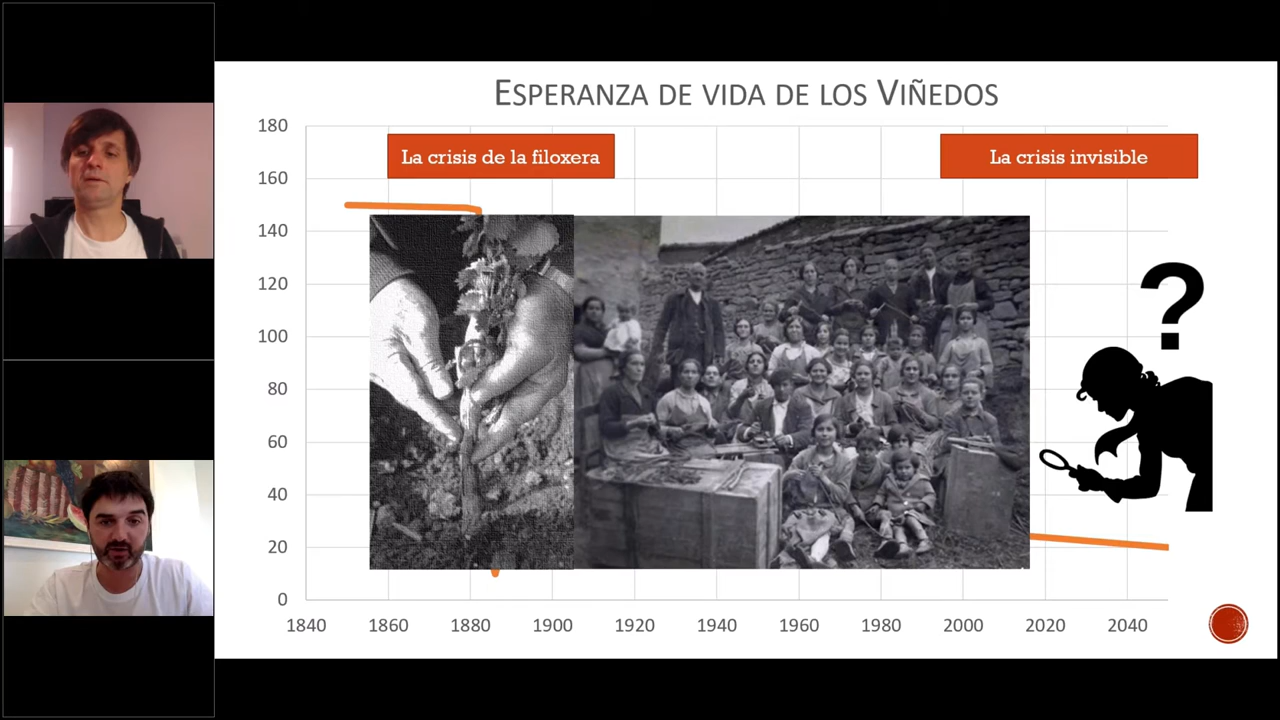 ESPERANZA DE VIDA DE LOS VIÑEDOS
La crisis de la filoxera
La crisis invisible
180
160
140
120
100
80
60
40
20
0
1840 1860 1880 1900 1920 1940 1960 1980 2000 2020 2040
?